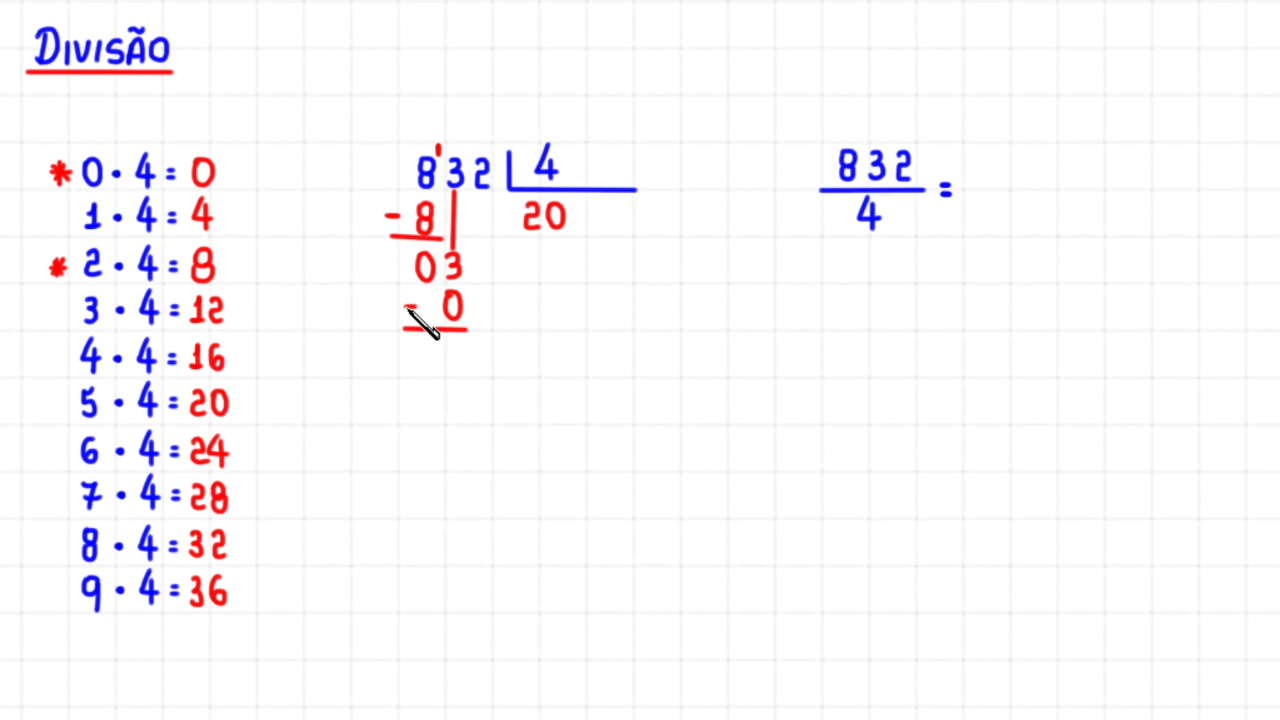 DIVISÃO
* 0 · 4 = 0
1 · 4 = 4
* 2 · 4 = 8
3 · 4 = 12
4 · 4 = 16
5 · 4 = 20
6 · 4 = 24
7 · 4 = 28
8 · 4 = 32
9 · 4 = 36
8'32 4
- 8 20
03
- 0
832
4 =